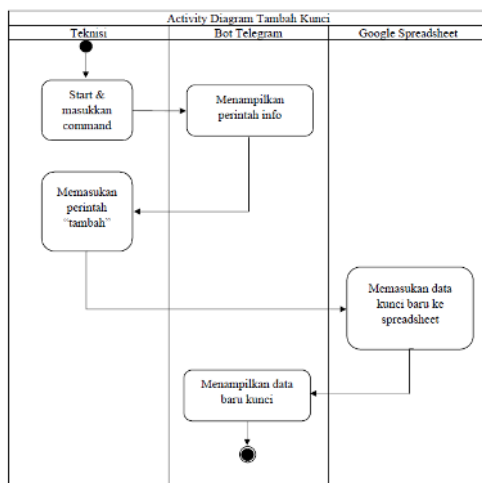 Activity Diagram Tambah Kunci
Teknisi
Bot Telegram
Google Spreadsheet
Start &
masukkan
command
Menampilkan
perintah info
Memasukan
perintah
“tambah”
Memasukan data
kunci baru ke
spreadsheet
Menampilkan data
baru kunci